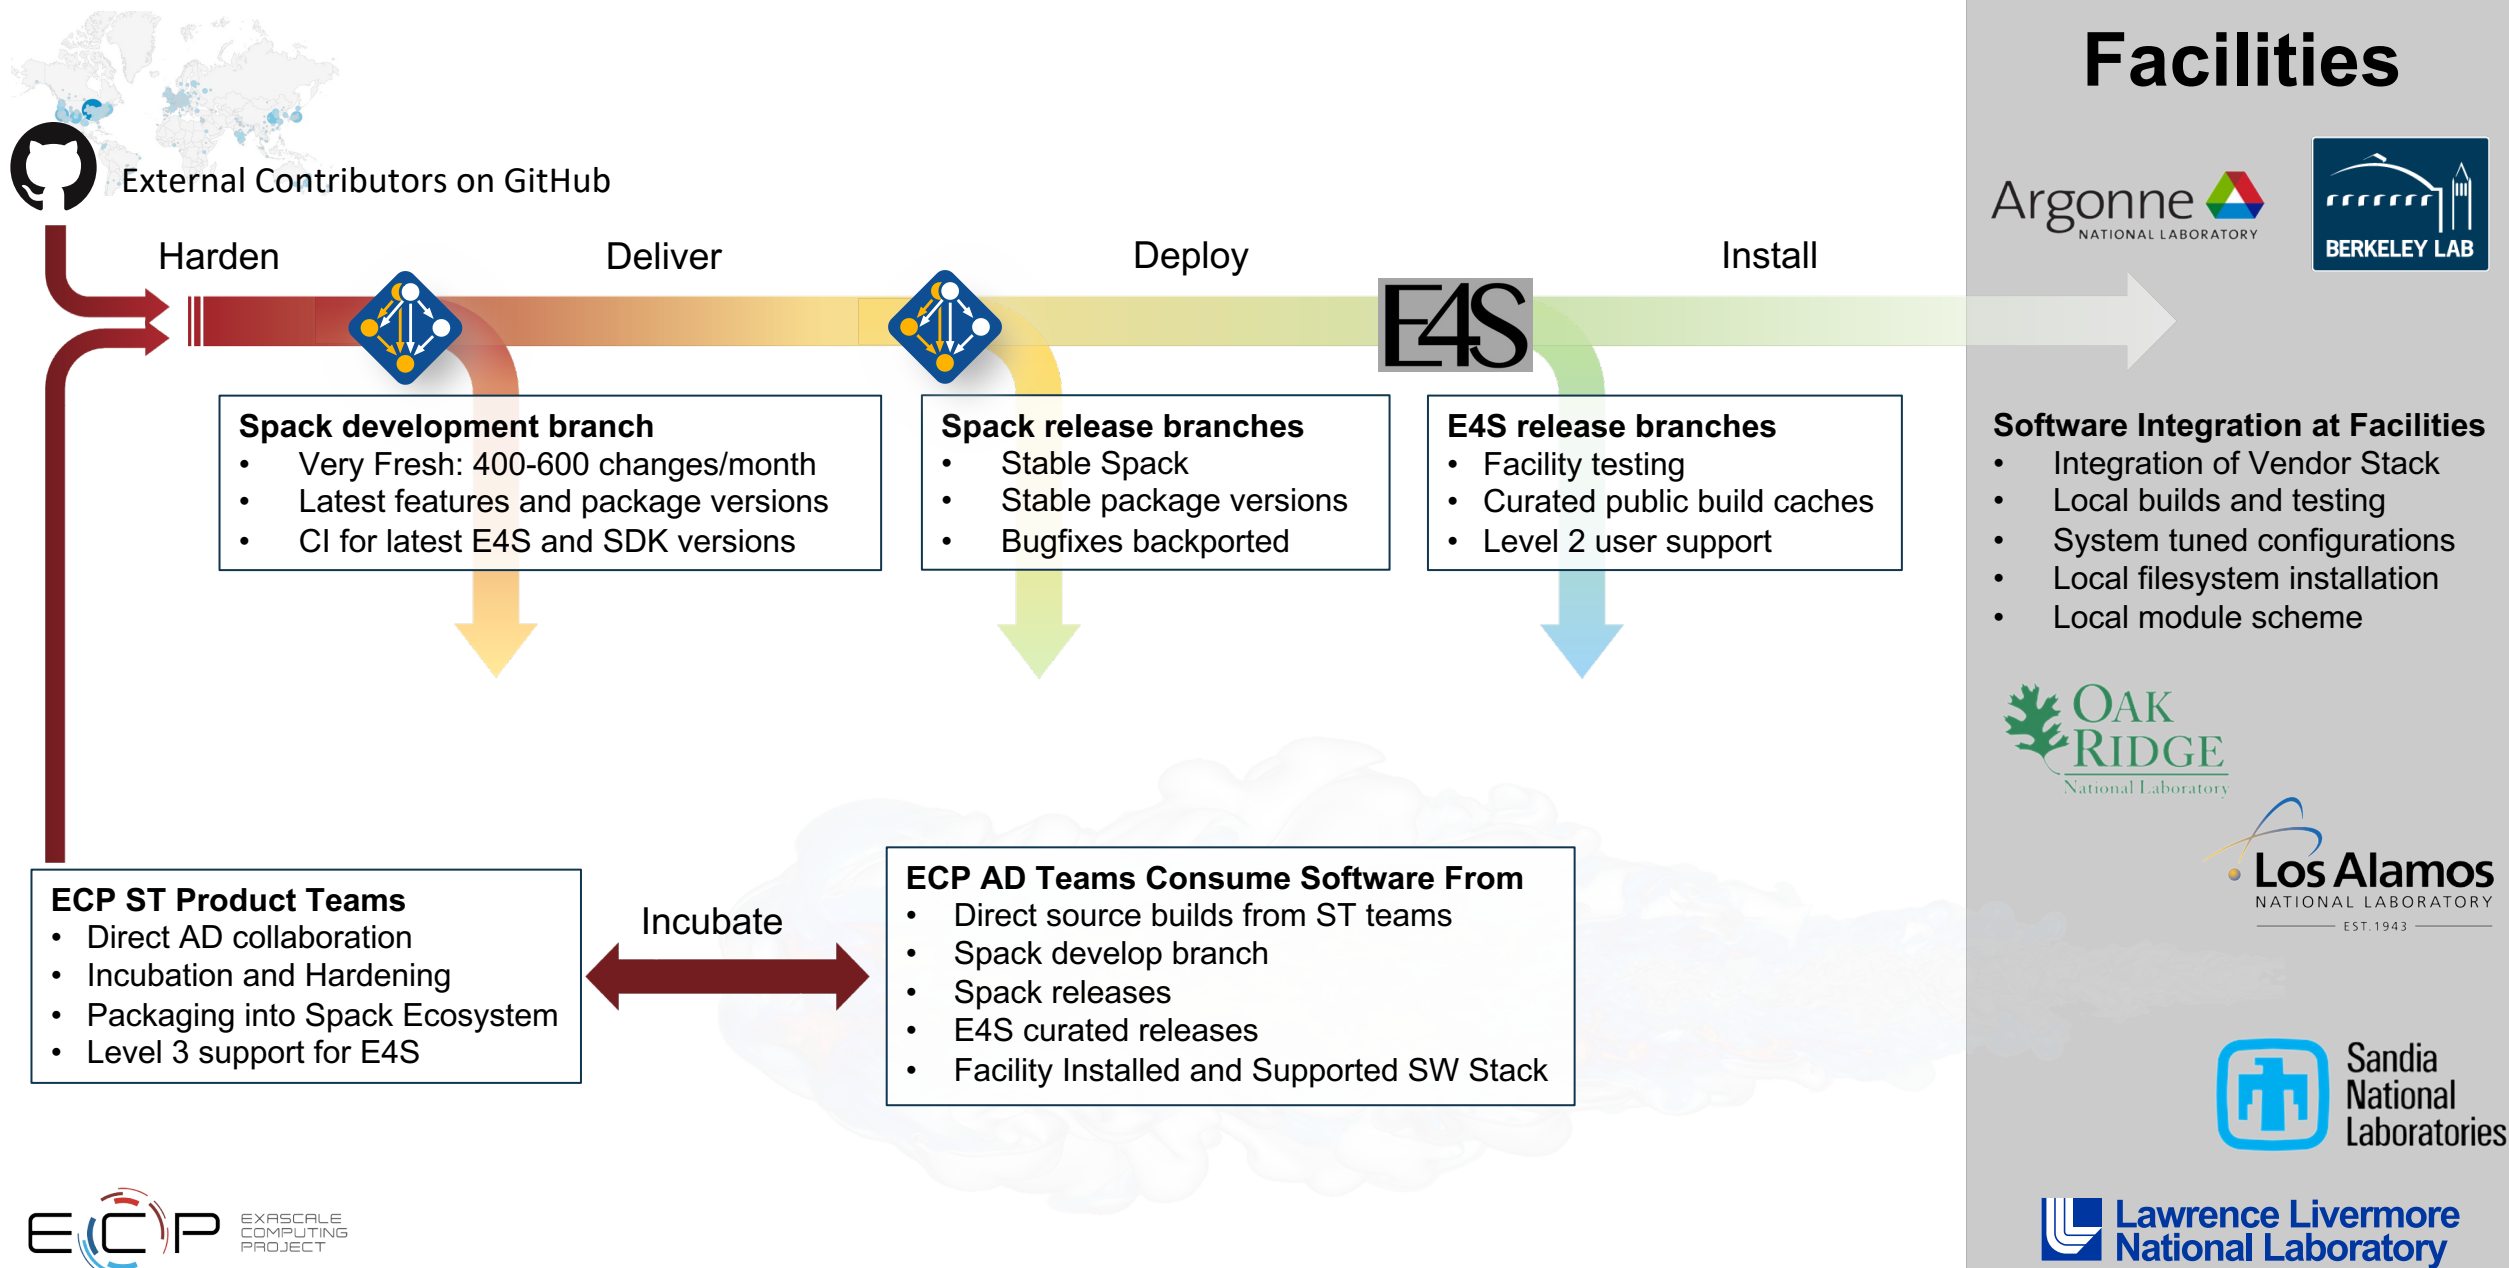 Facilities
External Contributors on GitHub
Argonne
NATIONAL LABORATORY
BERKELEY LAB
Harden
Deliver
Deploy
Install
E4S
Spack development branch
• Very Fresh: 400-600 changes/month
• Latest features and package versions
• CI for latest E4S and SDK versions
Spack release branches
• Stable Spack
• Stable package versions
• Bugfixes backported
E4S release branches
• Facility testing
• Curated public build caches
• Level 2 user support
Software Integration at Facilities
• Integration of Vendor Stack
• Local builds and testing
• System tuned configurations
• Local filesystem installation
• Local module scheme
OAK
RIDGE
National Laboratory
Los Alamos
NATIONAL LABORATORY
EST. 1943
ECP ST Product Teams
• Direct AD collaboration
• Incubation and Hardening
• Packaging into Spack Ecosystem
• Level 3 support for E4S
Incubate
ECP AD Teams Consume Software From
• Direct source builds from ST teams
• Spack develop branch
• Spack releases
• E4S curated releases
• Facility Installed and Supported SW Stack
Sandia
National
Laboratories
ECP
EXASCALE
COMPUTING
PROJECT
Lawrence Livermore
National Laboratory